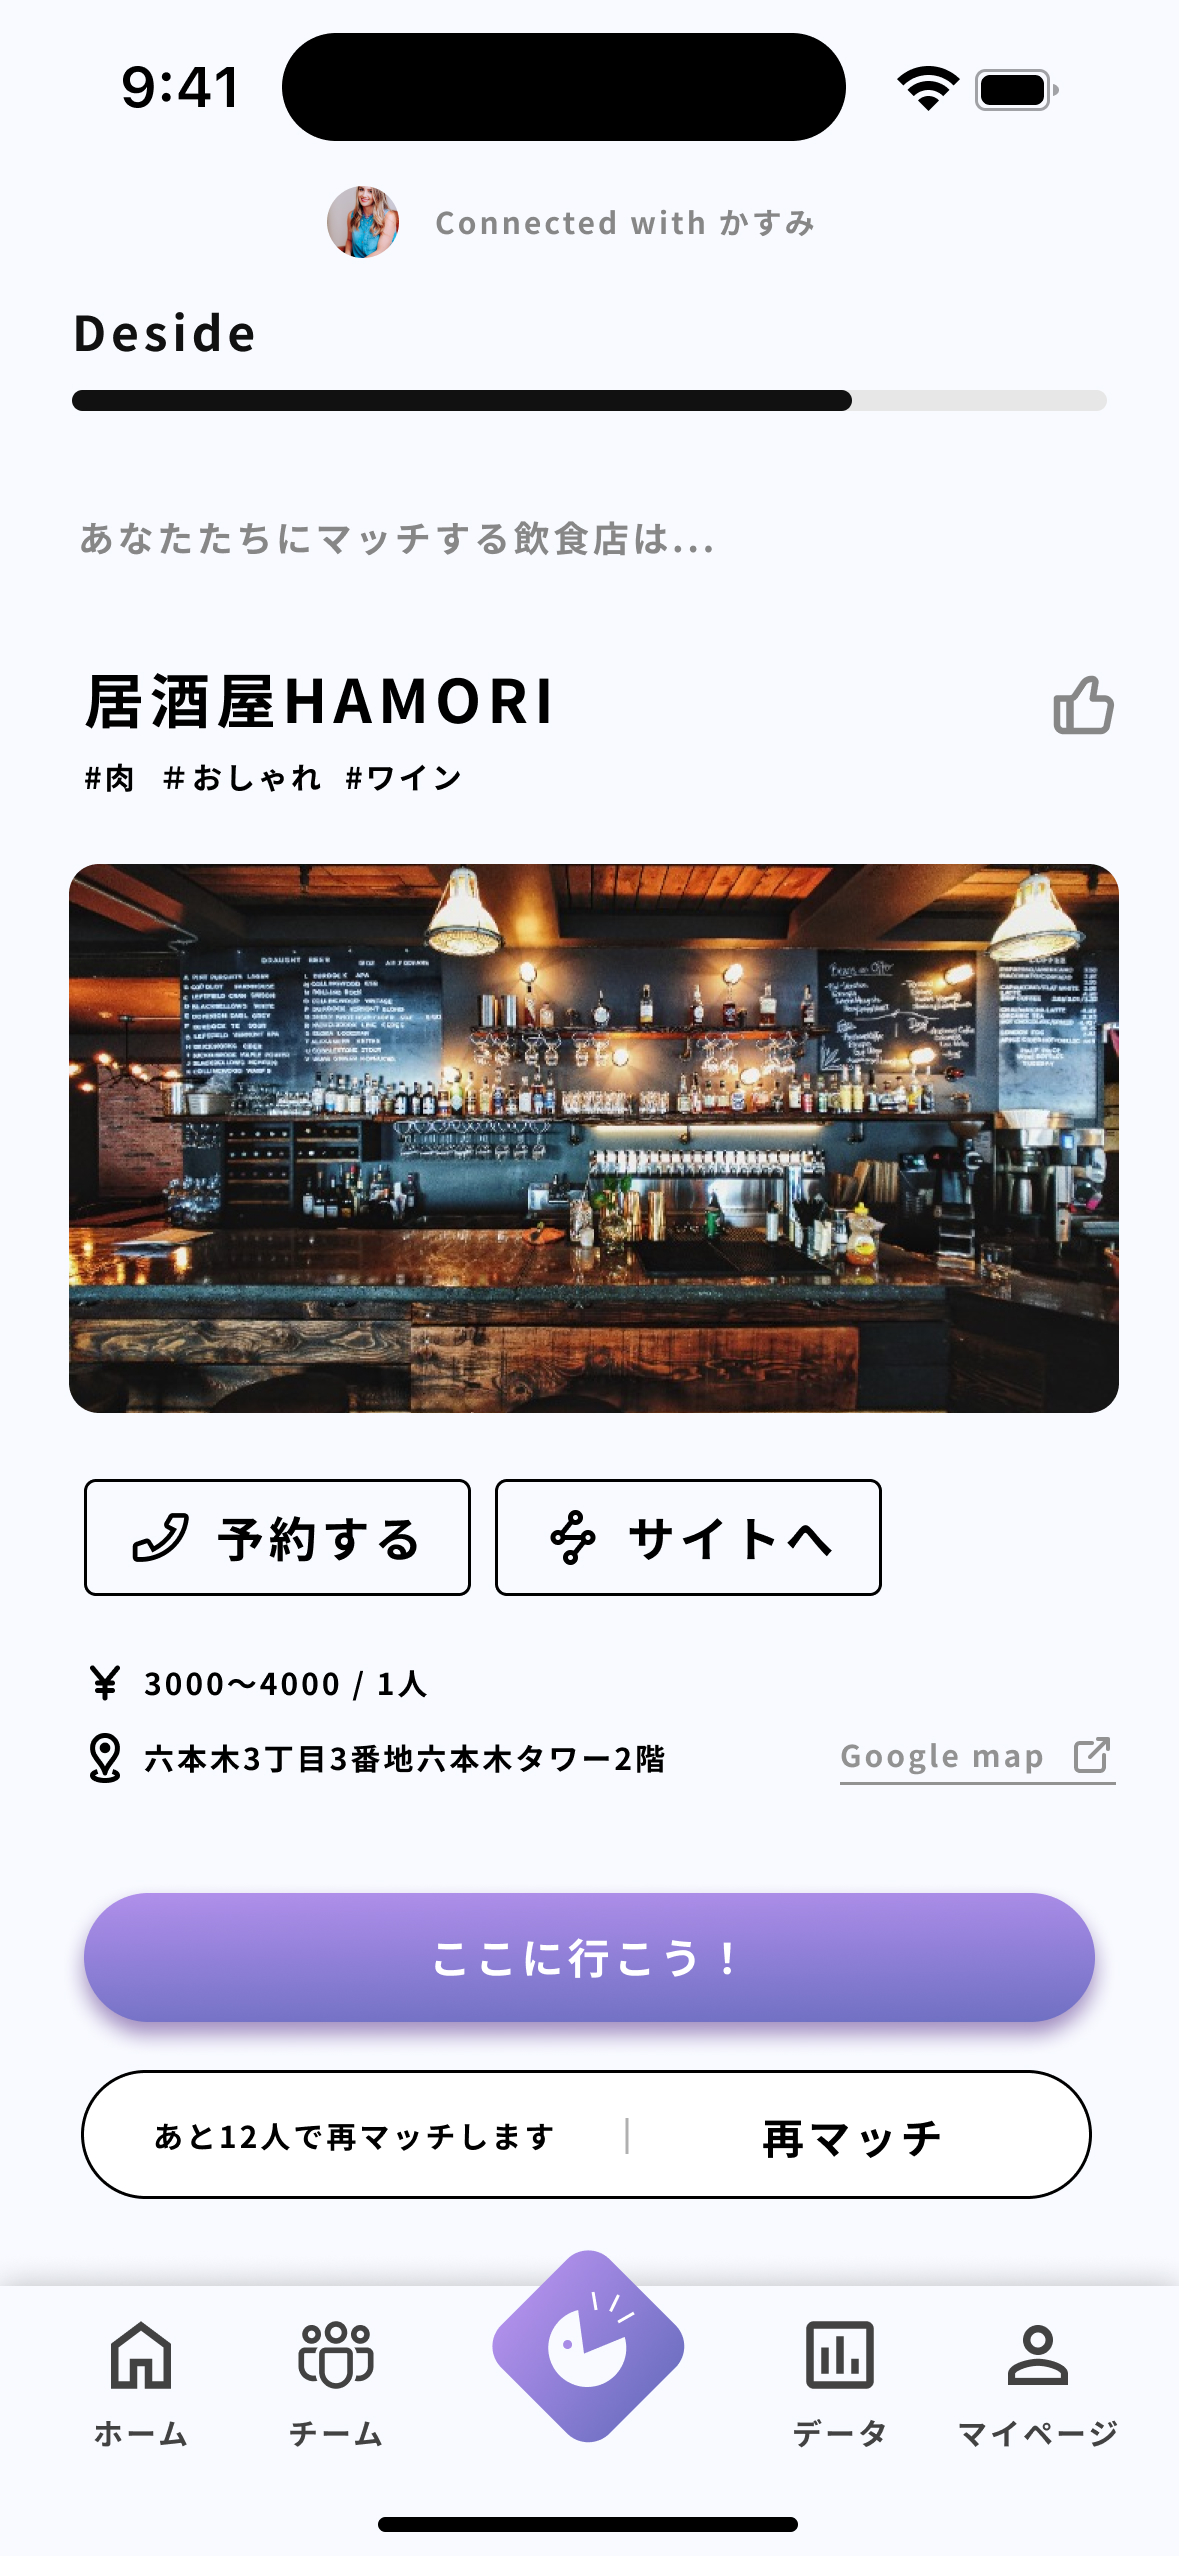 9:41
Connected with かすみ
Deside
あなたたちにマッチする飲食店は...
居酒屋HAMORI
#肉 ＃おしゃれ #ワイン
DRAUGHT BEER
予約する
サイトへ
¥ 3000〜4000 / 1人
六本木3丁目3番地六本木タワー2階
Google map
ここに行こう！
あと12人で再マッチします | 再マッチ
ホーム
チーム
データ
マイページ